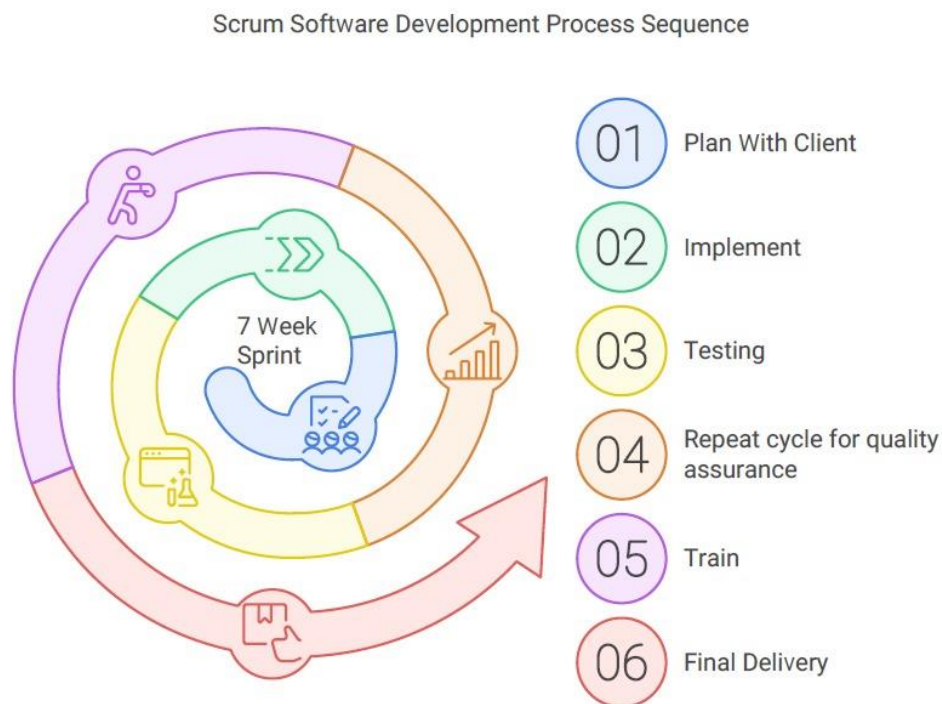 Scrum Software Development Process Sequence
7 Week
Sprint
01
Plan With Client
02
Implement
03
Testing
04
Repeat cycle for quality
assurance
05
Train
06
Final Delivery